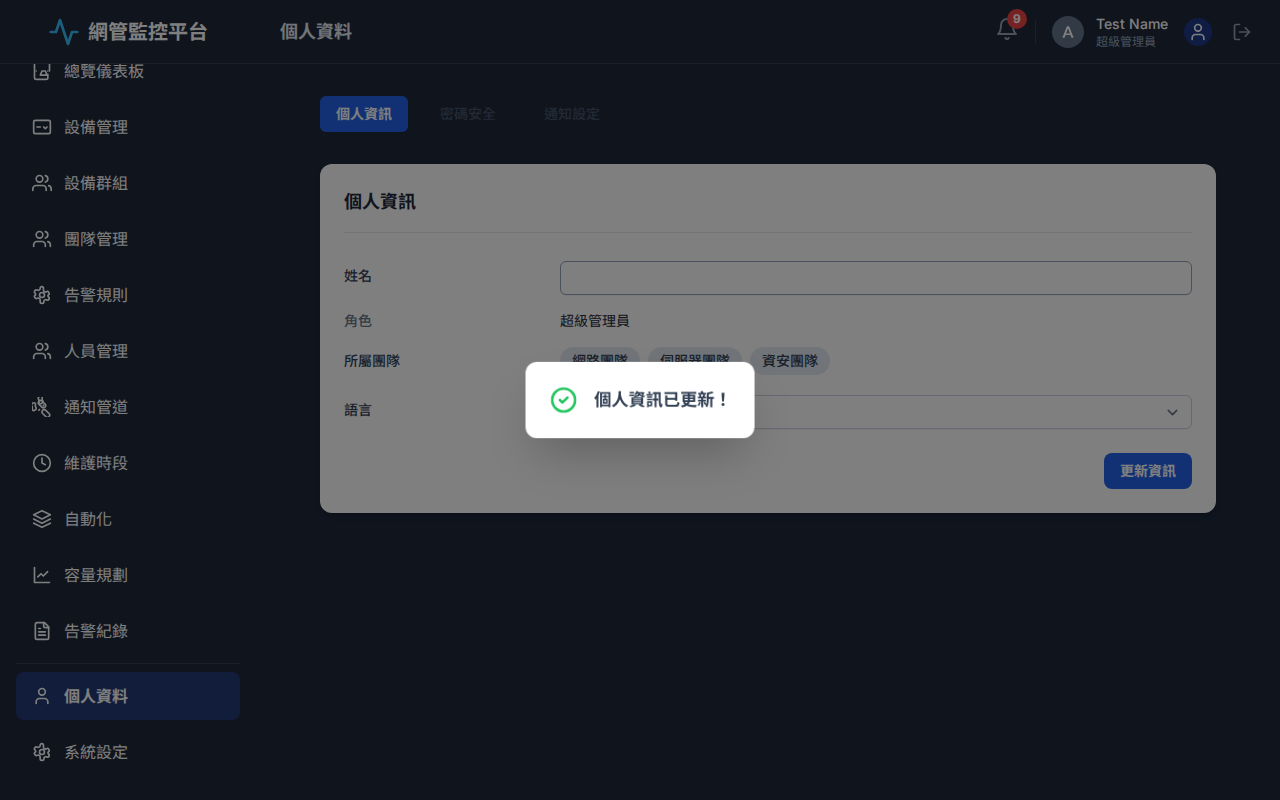 網管監控平台
個人資料
9
A
Test Name
超級管理員
總覽儀表板
設備管理
設備群組
團隊管理
告警規則
人員管理
通知管道
維護時段
自動化
容量規劃
告警紀錄
個人資料
系統設定
個人資訊
密碼安全
通知設定
個人資訊
姓名
角色
超級管理員
所屬團隊
網路團隊
伺服器團隊
資安團隊
語言
個人資訊已更新！
更新資訊